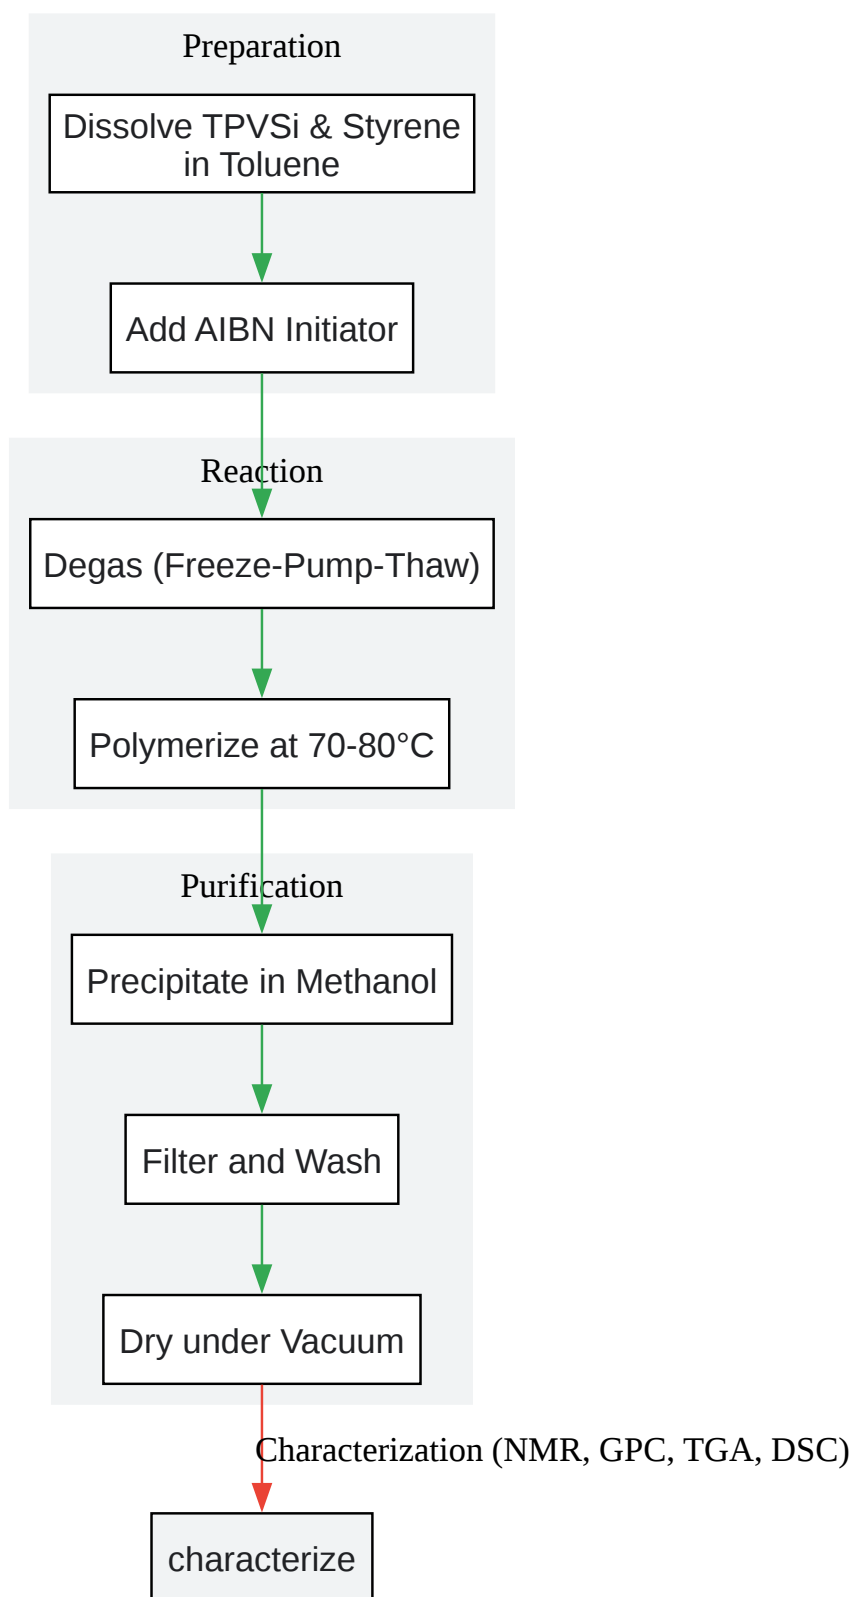 Preparation
Dissolve TPVSi & Styrene
in Toluene
Add AIBN Initiator
Reaction
Degas (Freeze-Pump-Thaw)
Polymerize at 70-80°C
Purification
Precipitate in Methanol
Filter and Wash
Dry under Vacuum
Characterization (NMR, GPC, TGA, DSC)
characterize